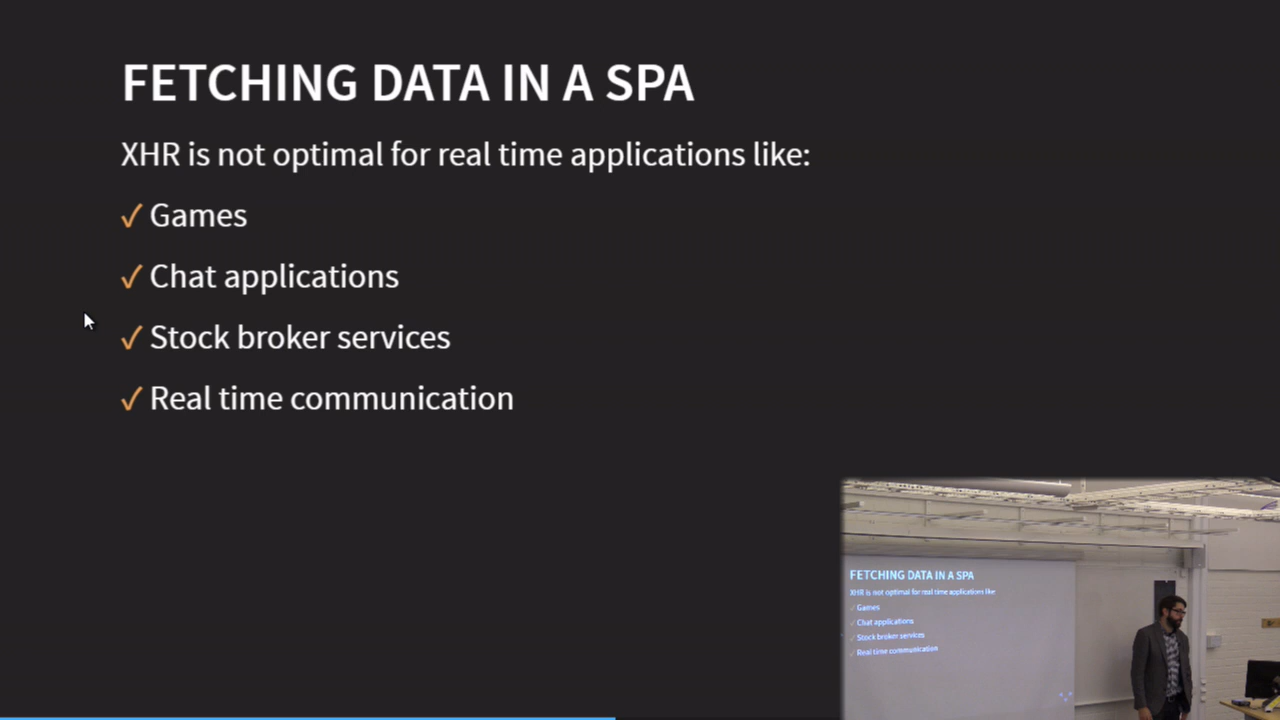 FETCHING DATA IN A SPA
XHR is not optimal for real time applications like:
✓ Games
✓ Chat applications
✓ Stock broker services
✓ Real time communication
FETCHING DATA IN A SPA
XHR is not optimal for real time applications like
✓ Games
✓ Chat applications
✓ Stock broker services
✓ Real time communication